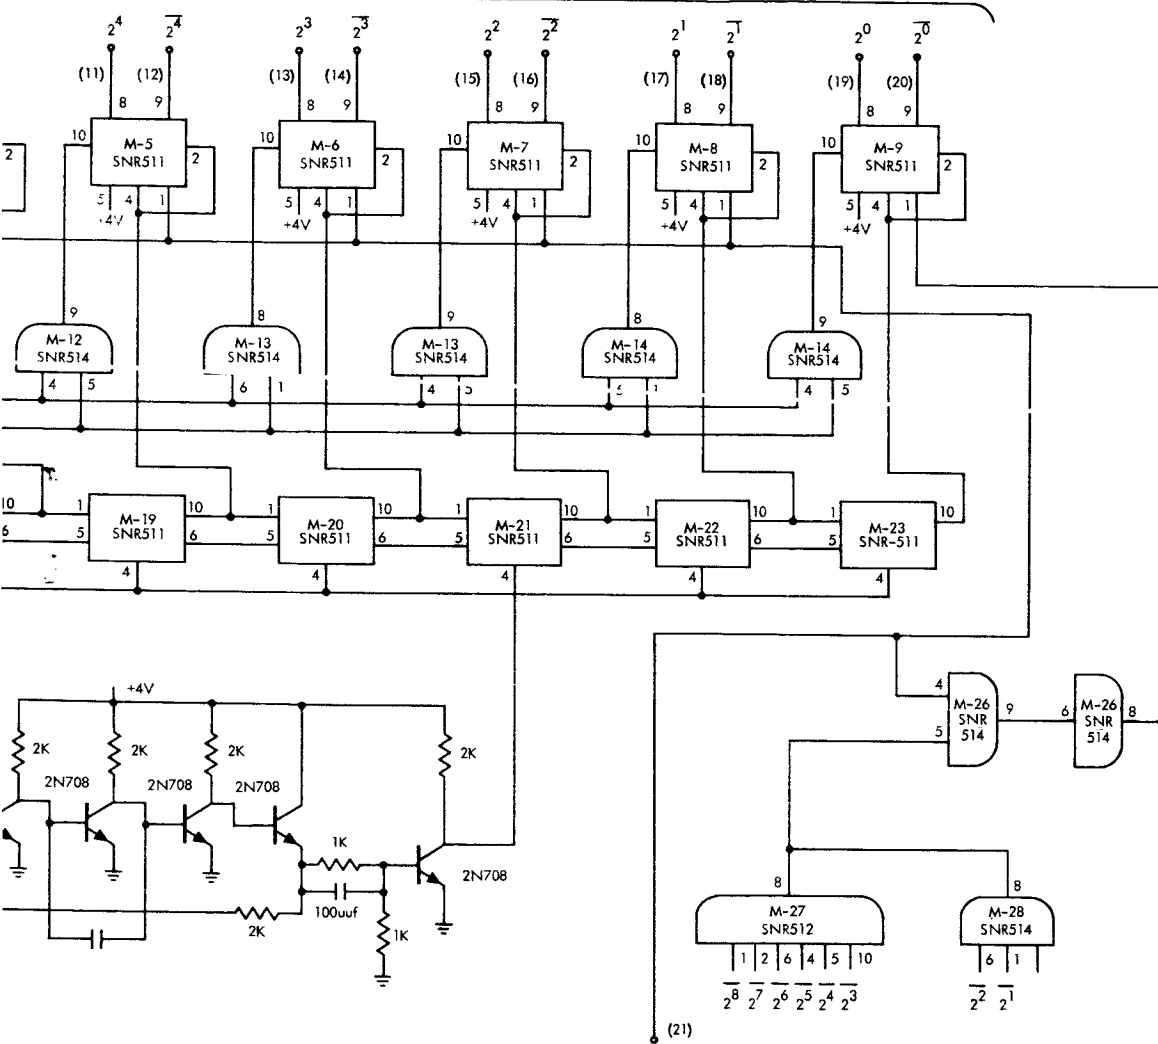 2⁴ 2̅⁴̅ 2³ 2̅³̅ 2² 2̅²̅ 2¹ 2̅¹̅ 2⁰ 2̅⁰̅
(11) (12) (13) (14) (15) (16) (17) (18) (19) (20)
8 9 8 9 8 9 8 9 8 9
10 M-5 2 10 M-6 2 10 M-7 2 10 M-8 2 10 M-9 2
2 SNR511 SNR511 SNR511 SNR511 SNR511
5 4 1 5 4 1 5 4 1 5 4 1 5 4 1
+4V +4V +4V +4V +4V
9 8 9 8 9
M-12 M-13 M-13 M-14 M-14
SNR514 SNR514 SNR514 SNR514 SNR514
4 5 6 1 4 5 1 4 5
10 1 M-19 10 1 M-20 10 1 M-21 10 1 M-22 10 1 M-23 10
6 5 SNR511 6 5 SNR511 6 5 SNR511 6 5 SNR511 6 5 SNR-511
4 4 4 4 4
+4V
4 M-26 9 6 M-26 8
5 SNR SNR
514 514
2K 2K 2K 2K
2N708 2N708 2N708
1K
2N708
100uuf
2K 1K
8 8
M-27 M-28
SNR512 SNR514
1 2 6 4 5 10 6 1
2̅⁸̅ 2̅⁷̅ 2̅⁶̅ 2̅⁵̅ 2̅⁴̅ 2̅³̅ 2̅²̅ 2̅¹̅
(21)